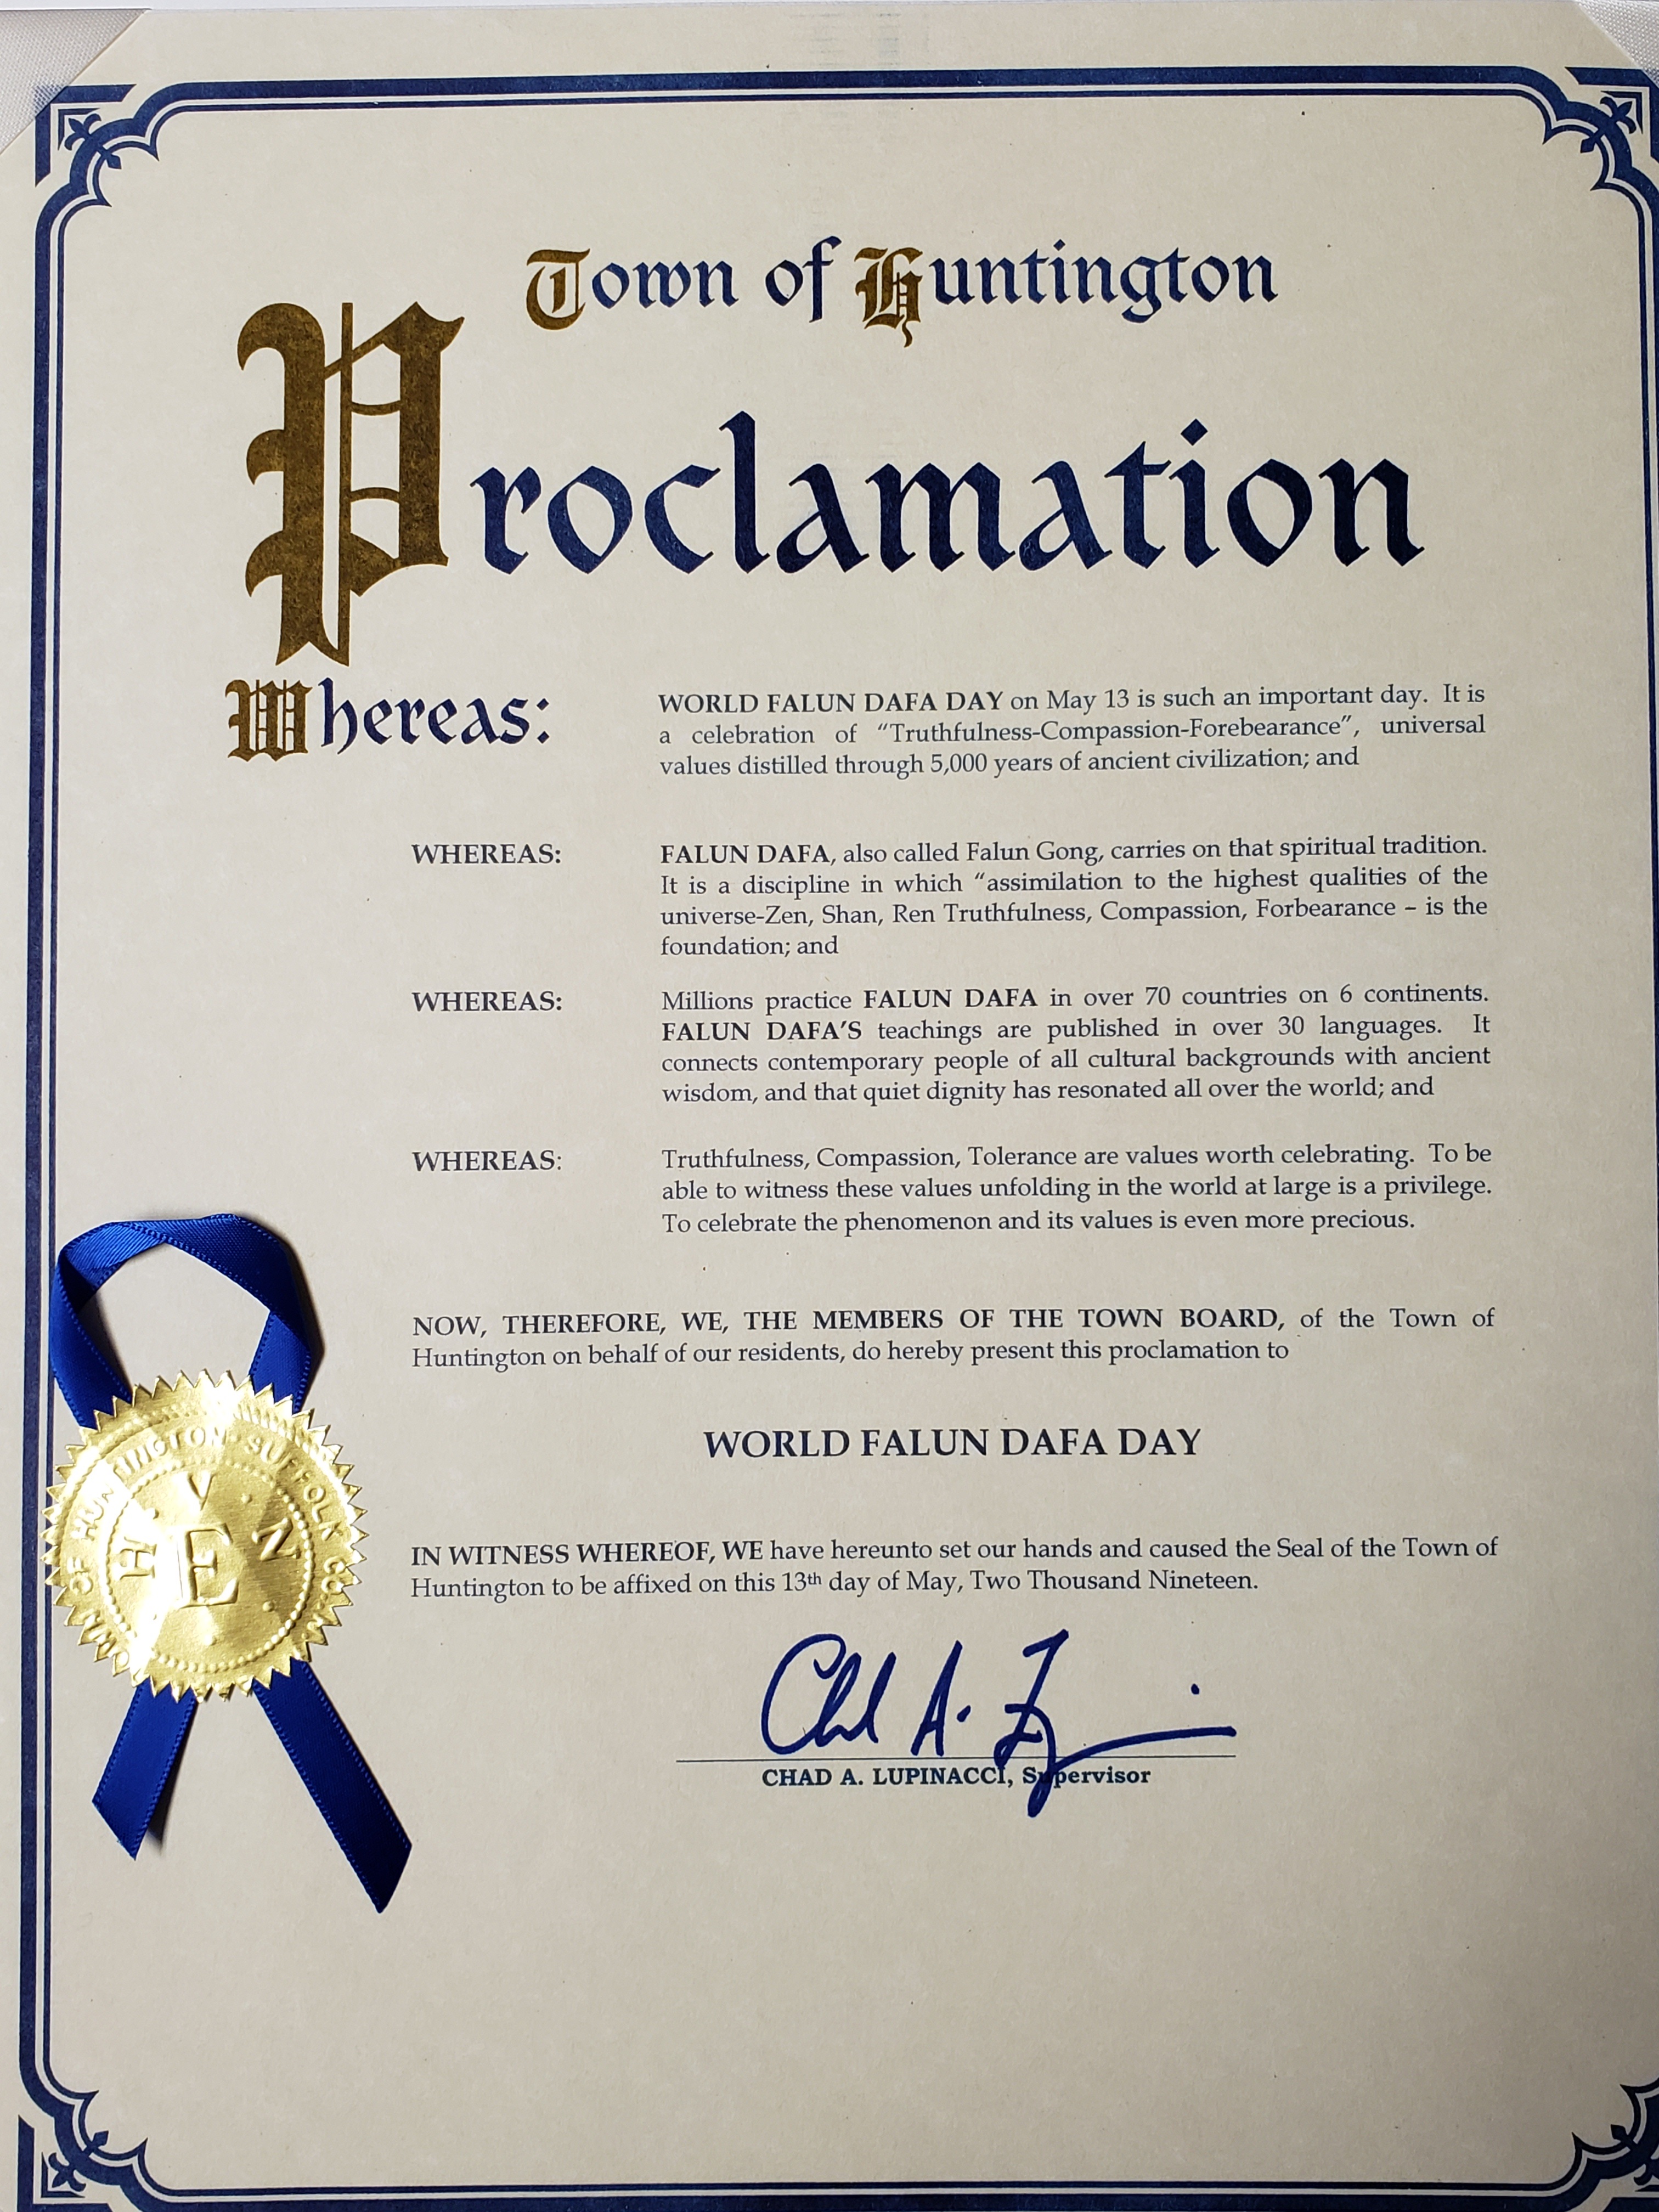 Town of Huntington
Proclamation
Whereas: WORLD FALUN DAFA DAY on May 13 is such an important day. It is
a celebration of “Truthfulness-Compassion-Forebearance”, universal
values distilled through 5,000 years of ancient civilization; and
WHEREAS: FALUN DAFA, also called Falun Gong, carries on that spiritual tradition.
It is a discipline in which “assimilation to the highest qualities of the
universe-Zen, Shan, Ren Truthfulness, Compassion, Forbearance – is the
foundation; and
WHEREAS: Millions practice FALUN DAFA in over 70 countries on 6 continents.
FALUN DAFA’S teachings are published in over 30 languages. It
connects contemporary people of all cultural backgrounds with ancient
wisdom, and that quiet dignity has resonated all over the world; and
WHEREAS: Truthfulness, Compassion, Tolerance are values worth celebrating. To be
able to witness these values unfolding in the world at large is a privilege.
To celebrate the phenomenon and its values is even more precious.
NOW, THEREFORE, WE, THE MEMBERS OF THE TOWN BOARD, of the Town of
Huntington on behalf of our residents, do hereby present this proclamation to
WORLD FALUN DAFA DAY
IN WITNESS WHEREOF, WE have hereunto set our hands and caused the Seal of the Town of
Huntington to be affixed on this 13th day of May, Two Thousand Nineteen.
CHAD A. LUPINACCI, Supervisor
OF HUNTINGTON SUFFOLK CO.
H V E N